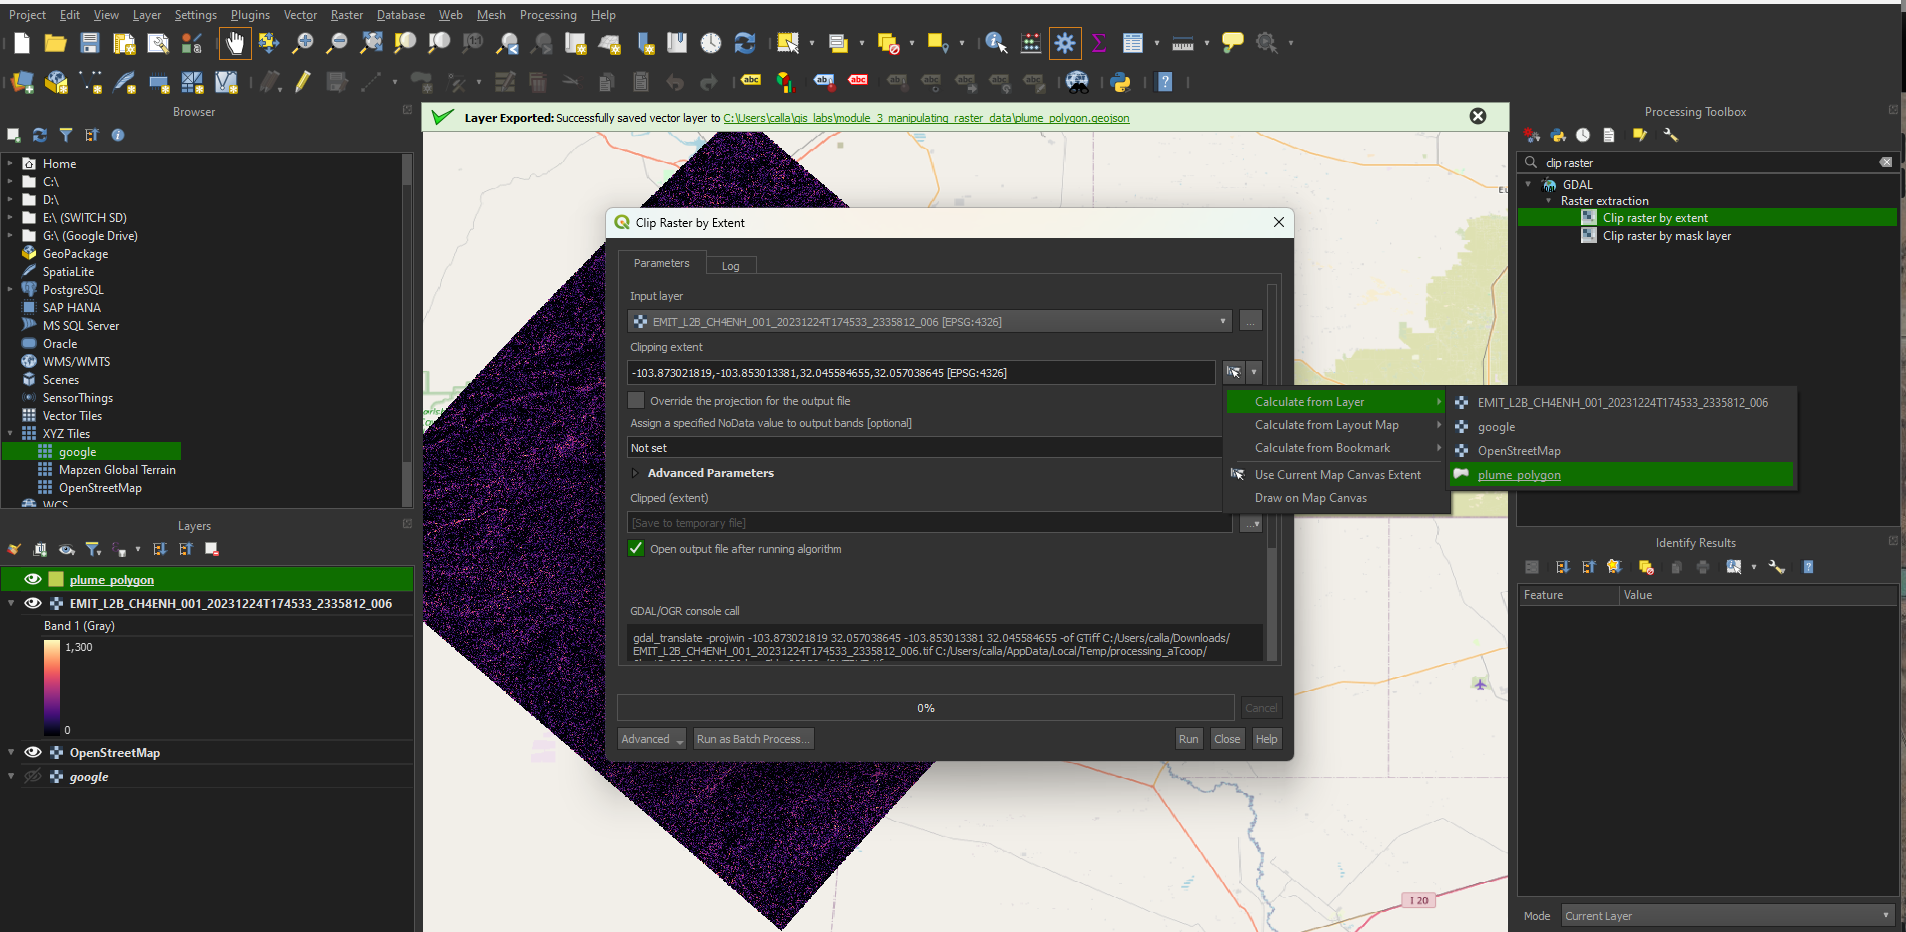 Project Edit View Layer Settings Plugins Vector Raster Database Web Mesh Processing Help
Browser
Home
C:\
D:\
E:\ (SWITCH SD)
G:\ (Google Drive)
GeoPackage
SpatiaLite
PostgreSQL
SAP HANA
MS SQL Server
Oracle
WMS/WMTS
Scenes
SensorThings
Vector Tiles
XYZ Tiles
google
Mapzen Global Terrain
OpenStreetMap
WCS
Layers
plume_polygon
EMIT_L2B_CH4ENH_001_20231224T174533_2335812_006
Band 1 (Gray)
1,300
0
OpenStreetMap
google
Layer Exported: Successfully saved vector layer to C:\Users\calla\gis_labs\module_3_manipulating_raster_data\plume_polygon.geojson
Clip Raster by Extent
Parameters Log
Input layer
EMIT_L2B_CH4ENH_001_20231224T174533_2335812_006 [EPSG:4326]
...
Clipping extent
-103.873021819,-103.853013381,32.045584655,32.057038645 [EPSG:4326]
Override the projection for the output file
Assign a specified NoData value to output bands [optional]
Not set
Advanced Parameters
Clipped (extent)
[Save to temporary file]
...
Open output file after running algorithm
GDAL/OGR console call
gdal_translate -projwin -103.873021819 32.057038645 -103.853013381 32.045584655 -of GTiff C:/Users/calla/Downloads/
EMIT_L2B_CH4ENH_001_20231224T174533_2335812_006.tif C:/Users/calla/AppData/Local/Temp/processing_aTcoop/
0%
Cancel
Advanced Run as Batch Process... Run Close Help
Calculate from Layer
Calculate from Layout Map
Calculate from Bookmark
Use Current Map Canvas Extent
Draw on Map Canvas
EMIT_L2B_CH4ENH_001_20231224T174533_2335812_006
google
OpenStreetMap
plume_polygon
I 20
Processing Toolbox
clip raster
GDAL
Raster extraction
Clip raster by extent
Clip raster by mask layer
Identify Results
Feature Value
Mode Current Layer
abc
abc
abc